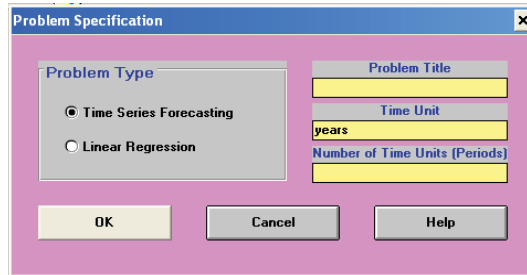 Problem Specification
Problem Type
Time Series Forecasting
Linear Regression
Problem Title
Time Unit
years
Number of Time Units (Periods)
OK
Cancel
Help